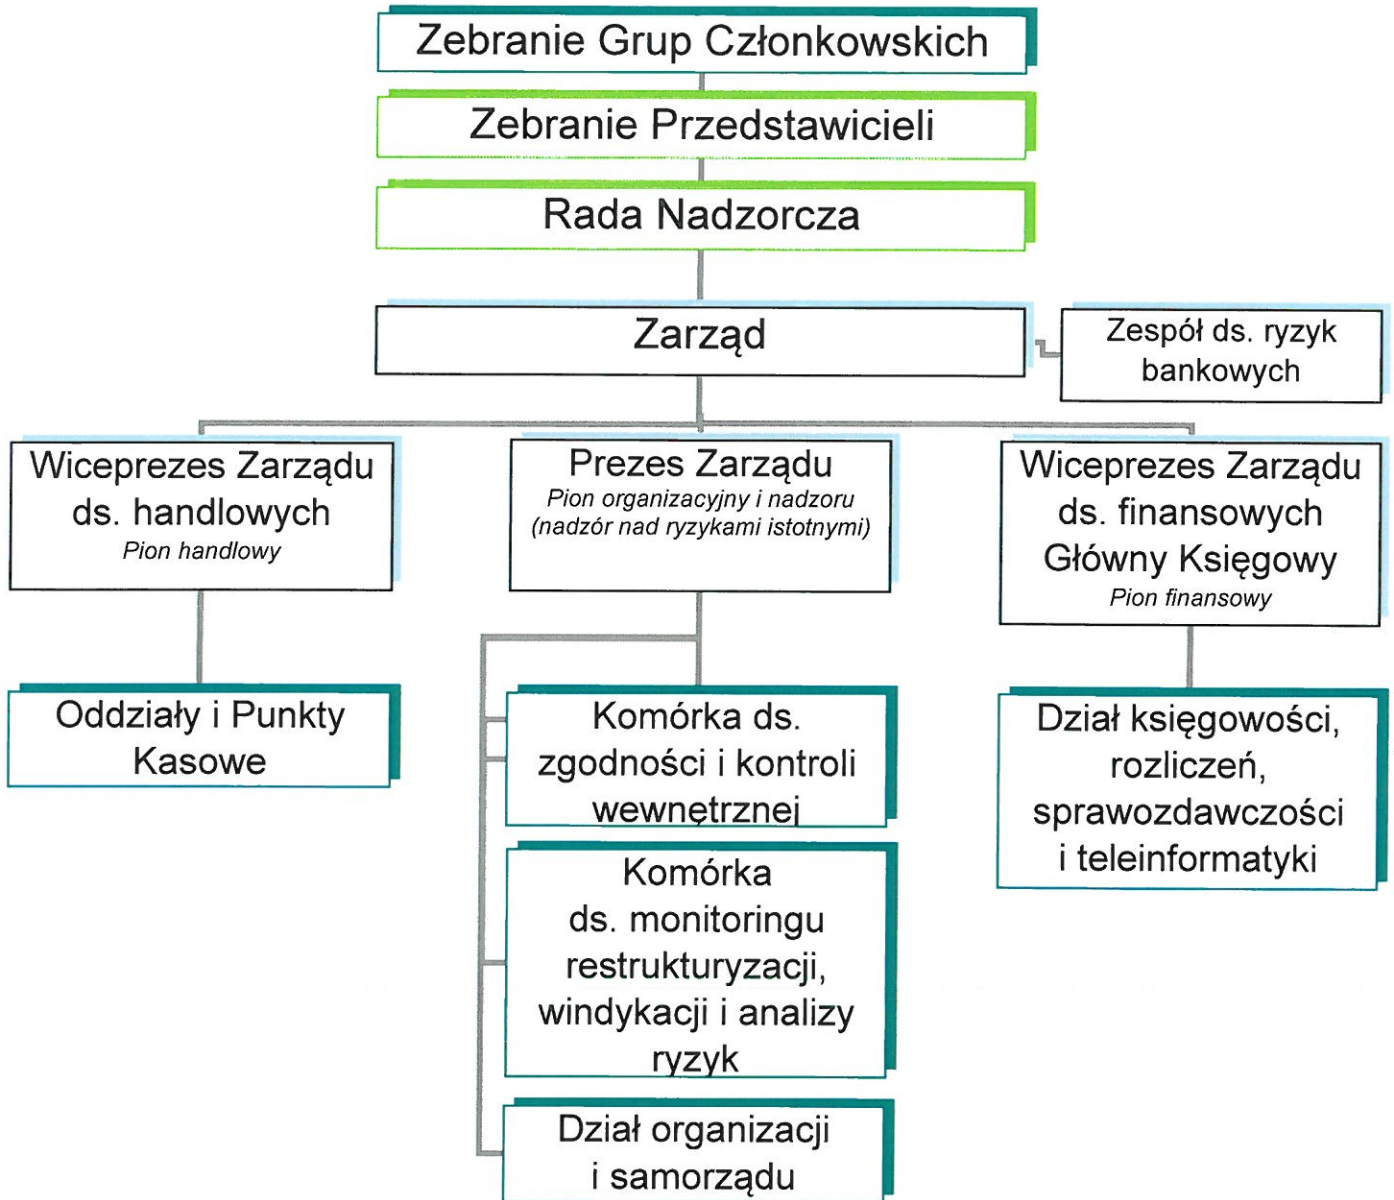 Zebranie Grup Członkowskich
Zebranie Przedstawicieli
Rada Nadzorcza
Zarząd
Zespół ds. ryzyk
bankowych
Wiceprezes Zarządu
ds. handlowych
Pion handlowy
Prezes Zarządu
Pion organizacyjny i nadzoru
(nadzór nad ryzykami istotnymi)
Wiceprezes Zarządu
ds. finansowych
Główny Księgowy
Pion finansowy
Oddziały i Punkty
Kasowe
Komórka ds.
zgodności i kontroli
wewnętrznej
Dział księgowości,
rozliczeń,
sprawozdawczości
i teleinformatyki
Komórka
ds. monitoringu
restrukturyzacji,
windykacji i analizy
ryzyk
Dział organizacji
i samorządu